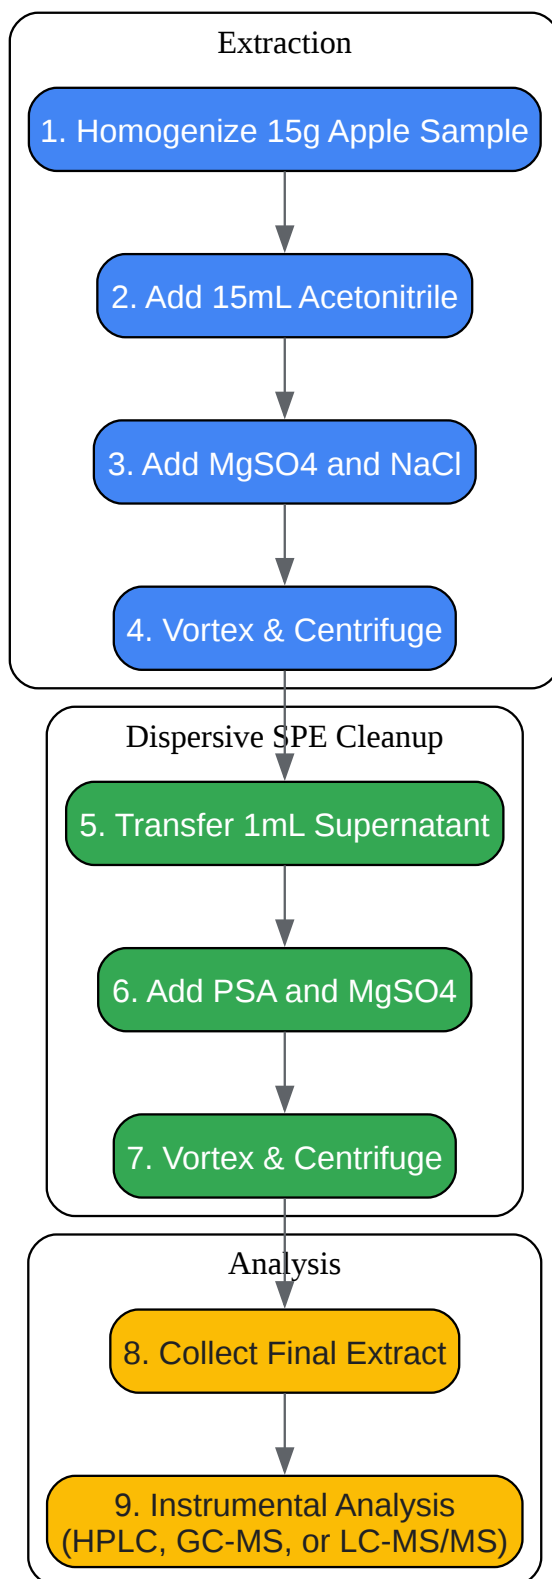 Extraction
1. Homogenize 15g Apple Sample
2. Add 15mL Acetonitrile
3. Add MgSO4 and NaCl
4. Vortex & Centrifuge
Dispersive SPE Cleanup
5. Transfer 1mL Supernatant
6. Add PSA and MgSO4
7. Vortex & Centrifuge
Analysis
8. Collect Final Extract
9. Instrumental Analysis
(HPLC, GC-MS, or LC-MS/MS)